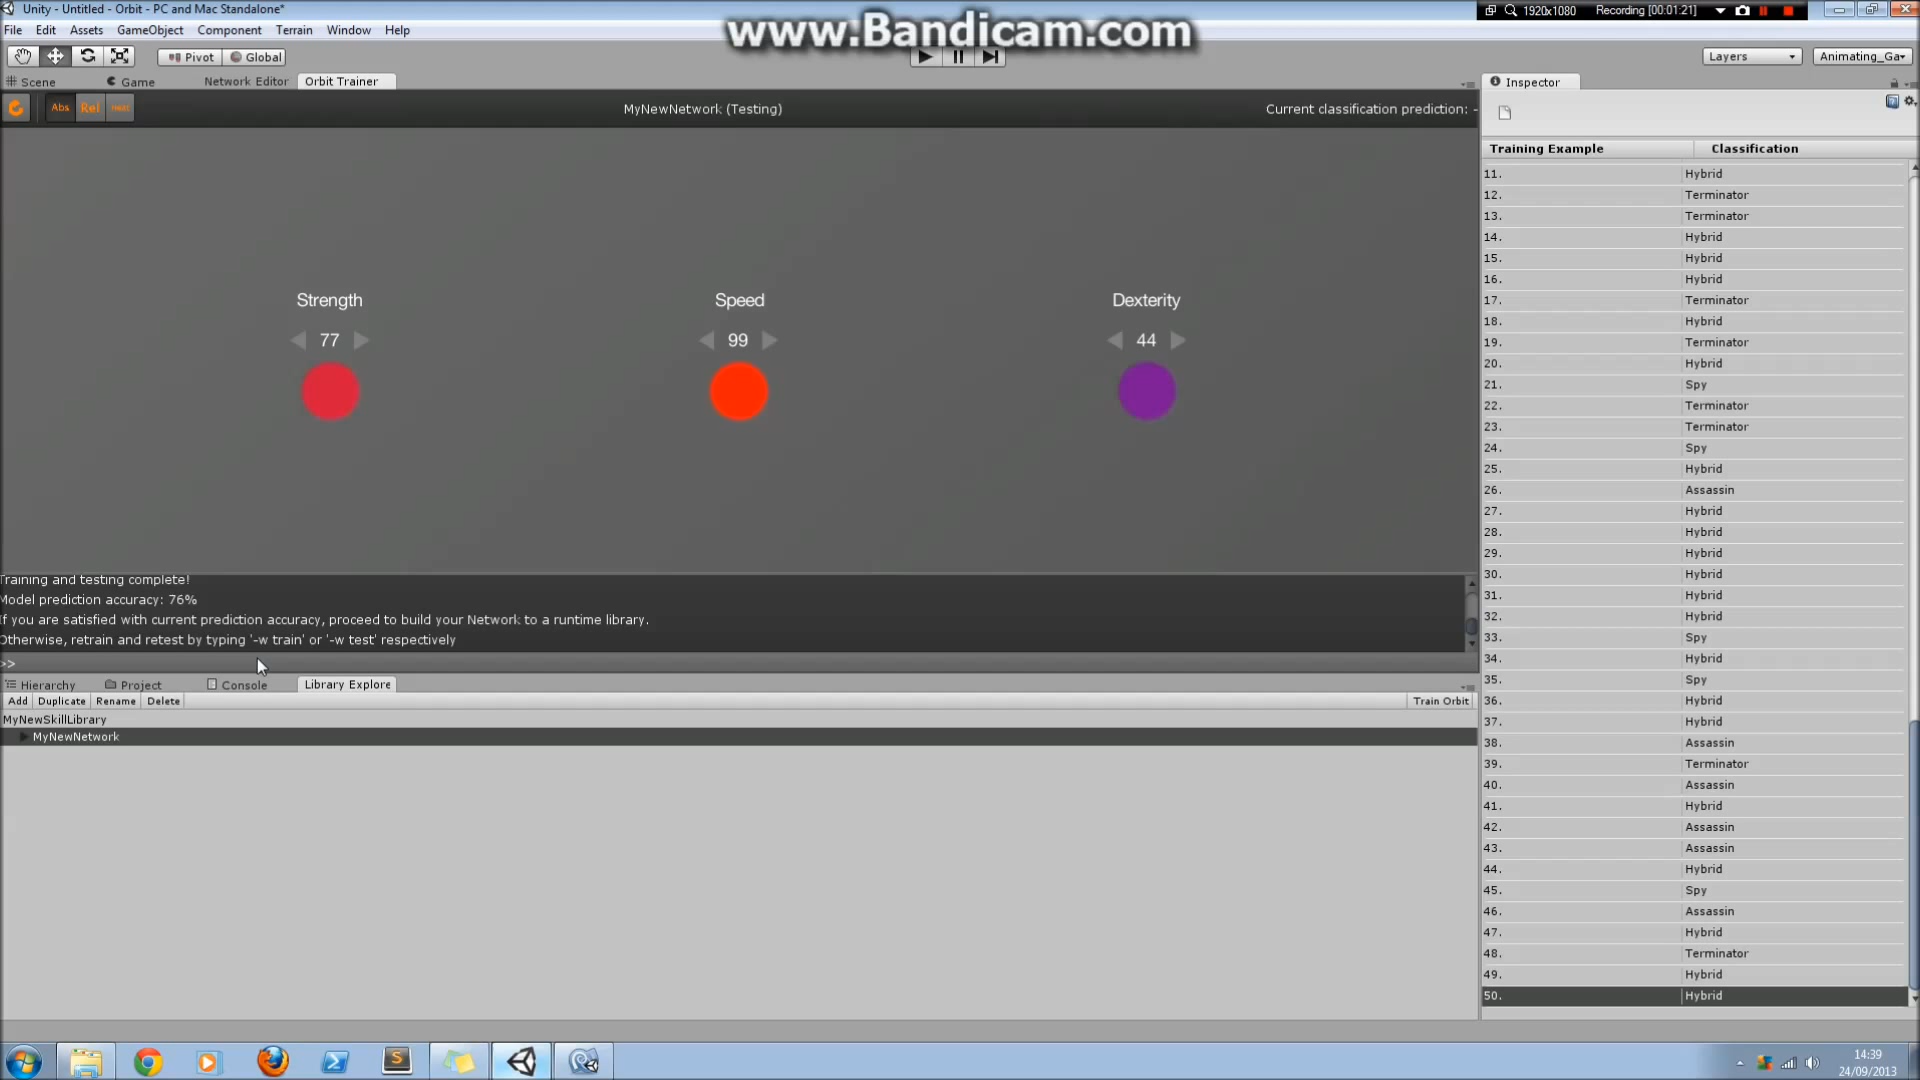 Unity - Untitled - Orbit - PC and Mac Standalone*
1920x1080 Recording [00:01:21]
www.Bandicam.com
File Edit Assets GameObject Component Terrain Window Help
Pivot Global
Layers Animating_Ga
Scene Game Network Editor Orbit Trainer
Inspector
Abs Rel
MyNewNetwork (Testing)
Current classification prediction: -
Training Example Classification
11. Hybrid
12. Terminator
13. Terminator
14. Hybrid
15. Hybrid
16. Hybrid
17. Terminator
18. Hybrid
19. Terminator
20. Hybrid
21. Spy
22. Terminator
23. Terminator
24. Spy
25. Hybrid
26. Assassin
27. Hybrid
28. Hybrid
29. Hybrid
30. Hybrid
31. Hybrid
32. Hybrid
33. Spy
34. Hybrid
35. Spy
36. Hybrid
37. Hybrid
38. Assassin
39. Terminator
40. Assassin
41. Hybrid
42. Assassin
43. Assassin
44. Hybrid
45. Spy
46. Assassin
47. Hybrid
48. Terminator
49. Hybrid
50. Hybrid
Strength Speed Dexterity
77 99 44
Training and testing complete!
Model prediction accuracy: 76%
If you are satisfied with current prediction accuracy, proceed to build your Network to a runtime library.
Otherwise, retrain and retest by typing '-w train' or '-w test' respectively
>>
Hierarchy Project Console Library Explore
Add Duplicate Rename Delete Train Orbit
MyNewSkillLibrary
MyNewNetwork
14:39
24/09/2013